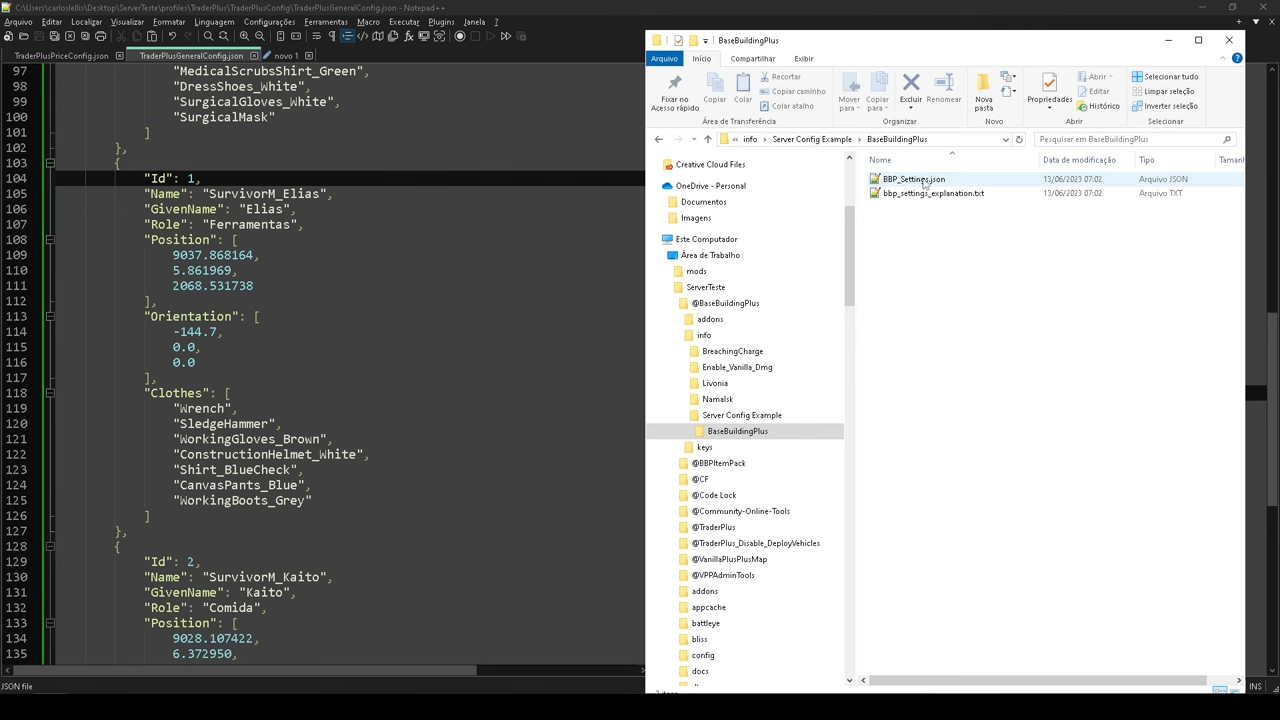 C:\Users\carloslellis\Desktop\ServerTeste\profiles\TraderPlus\TraderPlusConfig\TraderPlusGeneralConfig.json - Notepad++
Arquivo Editar Localizar Visualizar Formatar Linguagem Configurações Ferramentas Macro Executar Plugins Janela ?
TraderPlusPriceConfig.json TraderPlusGeneralConfig.json novo 1
97 "MedicalScrubsShirt_Green",
98 "DressShoes_White",
99 "SurgicalGloves_White",
100 "SurgicalMask"
101 ]
102 },
103 {
104 "Id": 1,
105 "Name": "SurvivorM_Elias",
106 "GivenName": "Elias",
107 "Role": "Ferramentas",
108 "Position": [
109 9037.868164,
110 5.861969,
111 2068.531738
112 ],
113 "Orientation": [
114 -144.7,
115 0.0,
116 0.0
117 ],
118 "Clothes": [
119 "Wrench",
120 "SledgeHammer",
121 "WorkingGloves_Brown",
122 "ConstructionHelmet_White",
123 "Shirt_BlueCheck",
124 "CanvasPants_Blue",
125 "WorkingBoots_Grey"
126 ]
127 },
128 {
129 "Id": 2,
130 "Name": "SurvivorM_Kaito",
131 "GivenName": "Kaito",
132 "Role": "Comida",
133 "Position": [
134 9028.107422,
135 6.372950,
JSON file
INS
BaseBuildingPlus
Arquivo Início Compartilhar Exibir
Fixar no Acesso rápido
Copiar
Colar
Recortar
Copiar caminho
Colar atalho
Área de Transferência
Mover para
Copiar para
Excluir
Renomear
Organizar
Nova pasta
Novo
Propriedades
Abrir
Editar
Histórico
Abrir
Selecionar tudo
Limpar seleção
Inverter seleção
Selecionar
« info > Server Config Example > BaseBuildingPlus
Pesquisar em BaseBuildingPlus
Creative Cloud Files
OneDrive - Personal
Documentos
Imagens
Este Computador
Área de Trabalho
mods
ServerTeste
@BaseBuildingPlus
addons
info
BreachingCharge
Enable_Vanilla_Dmg
Livonia
Namalsk
Server Config Example
BaseBuildingPlus
keys
@BBPItemPack
@CF
@Code Lock
@Community-Online-Tools
@TraderPlus
@TraderPlus_Disable_DeployVehicles
@VanillaPlusPlusMap
@VPPAdminTools
addons
appcache
battleye
bliss
config
docs
Nome Data de modificação Tipo Tamanh
BBP_Settings.json 13/06/2023 07:02 Arquivo JSON
bbp_settings_explanation.txt 13/06/2023 07:02 Arquivo TXT